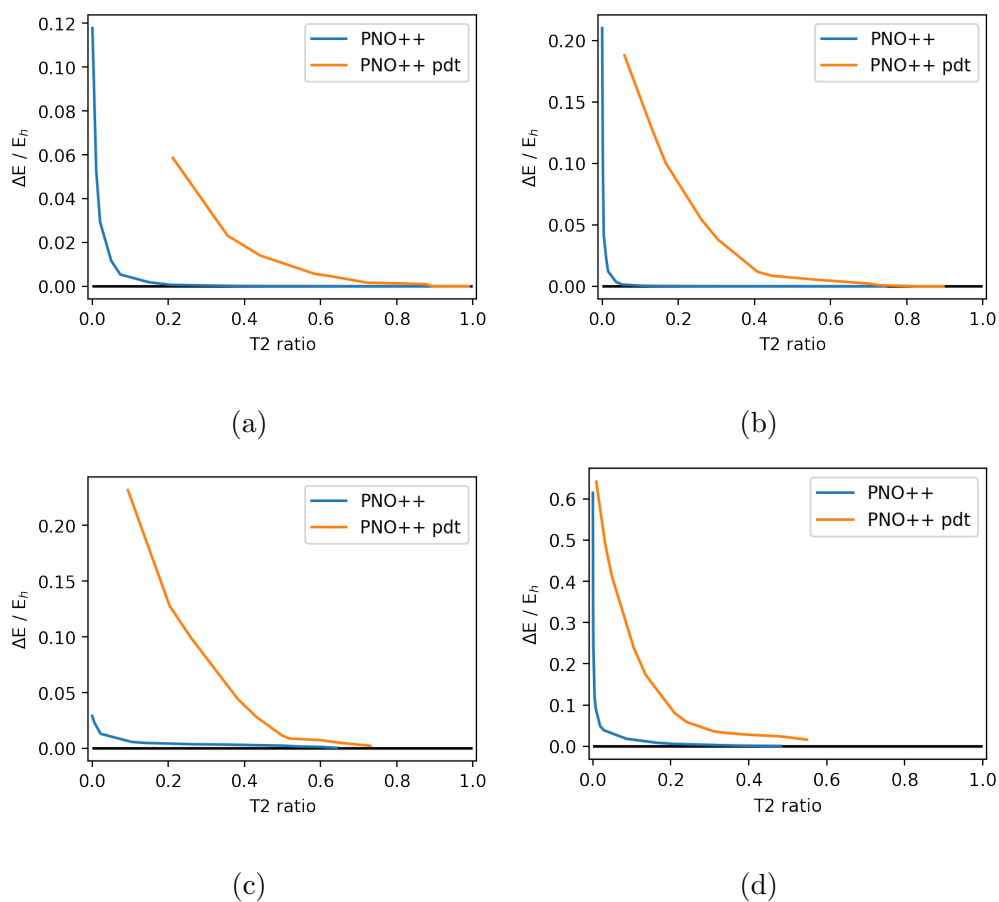 PNO++
PNO++ pdt
0.12
0.10
0.08
0.06
0.04
0.02
0.00
ΔE / E_h
0.0 0.2 0.4 0.6 0.8 1.0
T2 ratio
(a)
PNO++
PNO++ pdt
0.20
0.15
0.10
0.05
0.00
ΔE / E_h
0.0 0.2 0.4 0.6 0.8 1.0
T2 ratio
(b)
PNO++
PNO++ pdt
0.20
0.15
0.10
0.05
0.00
ΔE / E_h
0.0 0.2 0.4 0.6 0.8 1.0
T2 ratio
(c)
PNO++
PNO++ pdt
0.6
0.5
0.4
0.3
0.2
0.1
0.0
ΔE / E_h
0.0 0.2 0.4 0.6 0.8 1.0
T2 ratio
(d)